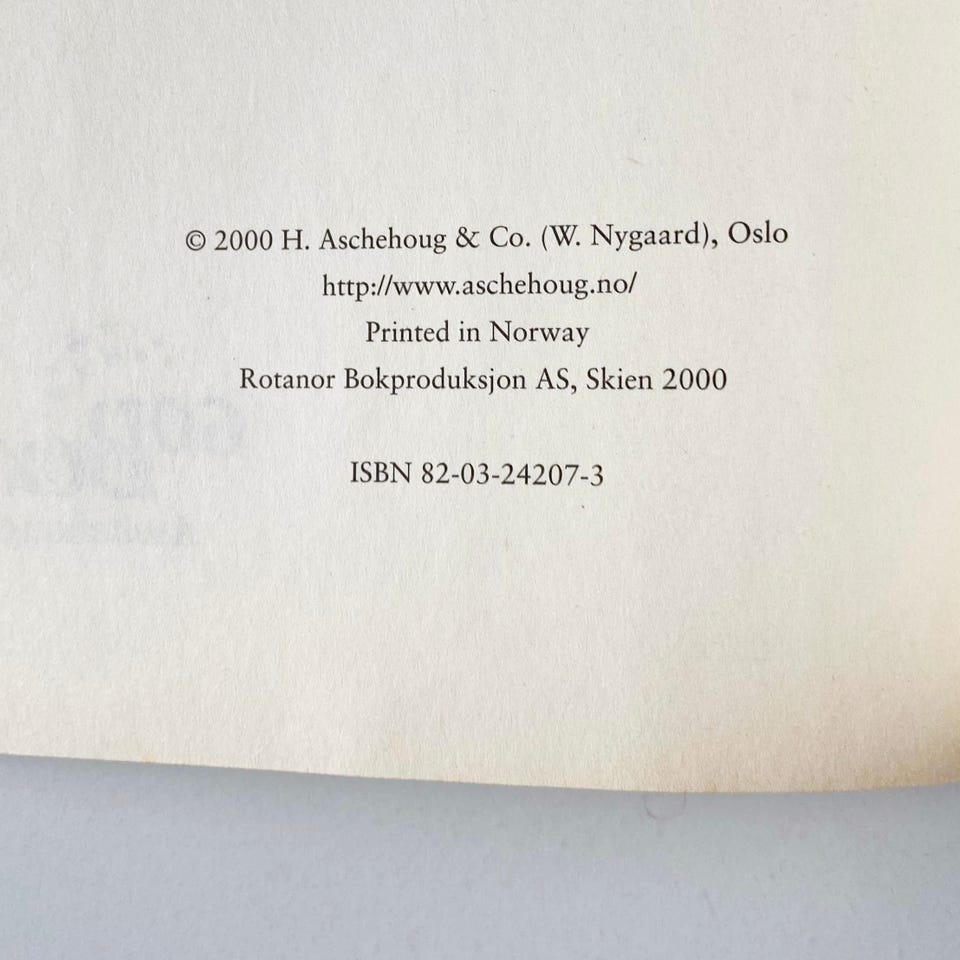 © 2000 H. Aschehoug & Co. (W. Nygaard), Oslo
http://www.aschehoug.no/
Printed in Norway
Rotanor Bokproduksjon AS, Skien 2000
ISBN 82-03-24207-3